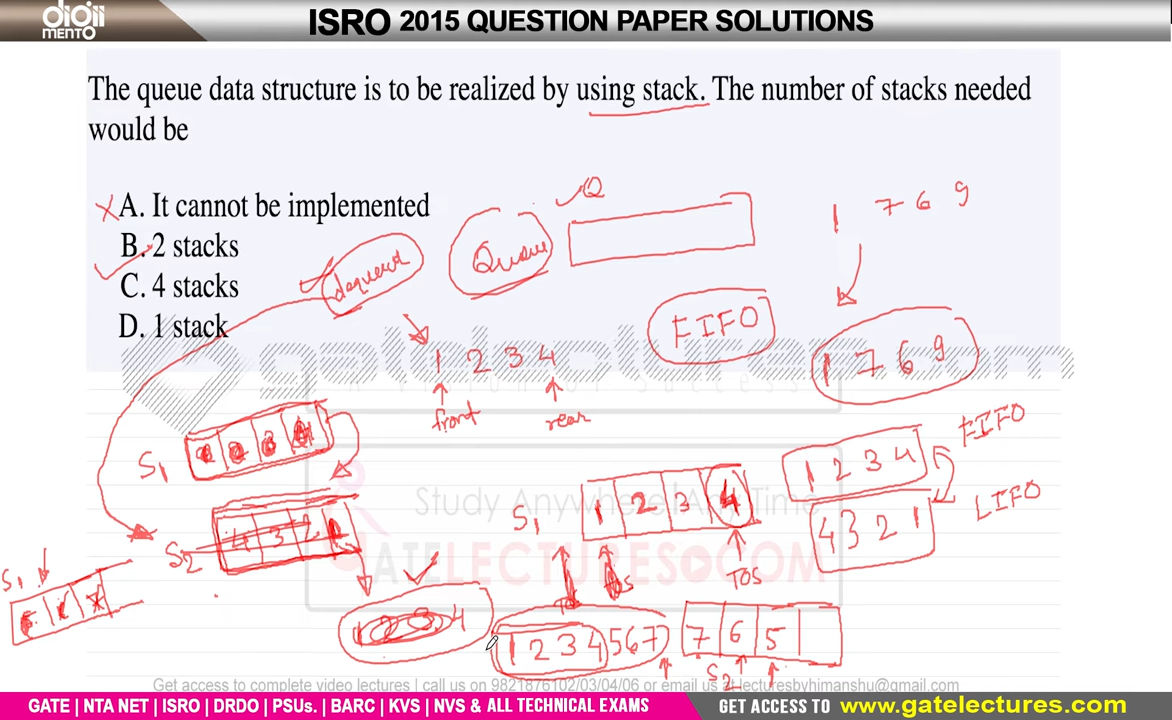 digii
MENTO
ISRO 2015 QUESTION PAPER SOLUTIONS
The queue data structure is to be realized by using stack. The number of stacks needed
would be
A. It cannot be implemented
B. 2 stacks
C. 4 stacks
D. 1 stack
Q
1 7 6 9
Queue
dequeue
FIFO
gatelectures.com
1 2 3 4
1 7 6 9
front
rear
FIFO
S1
1 2 3 4
Study Anywhere
Time
S1
1 2 3 4
LIFO
4 3 2 1
S2
4 3 2
GATELECTURES.COM
TOS
S1
1 2 3 4 5 6 7
7 6 5
S2
Get access to complete video lectures | call us on 9821876102/03/04/06 or email us at lecturesbyhimanshu@gmail.com
GATE | NTA NET | ISRO | DRDO | PSUs. | BARC | KVS | NVS & ALL TECHNICAL EXAMS
GET ACCESS TO www.gatelectures.com